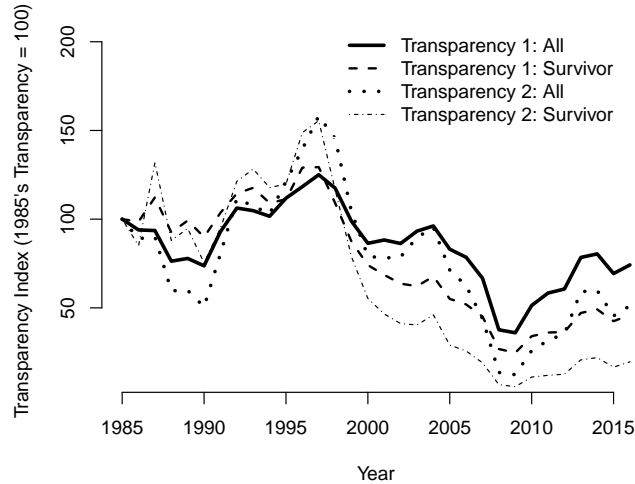 200
Transparency 1: All
Transparency 1: Survivor
Transparency 2: All
Transparency 2: Survivor
150
100
50
Transparency Index (1985's Transparency = 100)
1985 1990 1995 2000 2005 2010 2015
Year